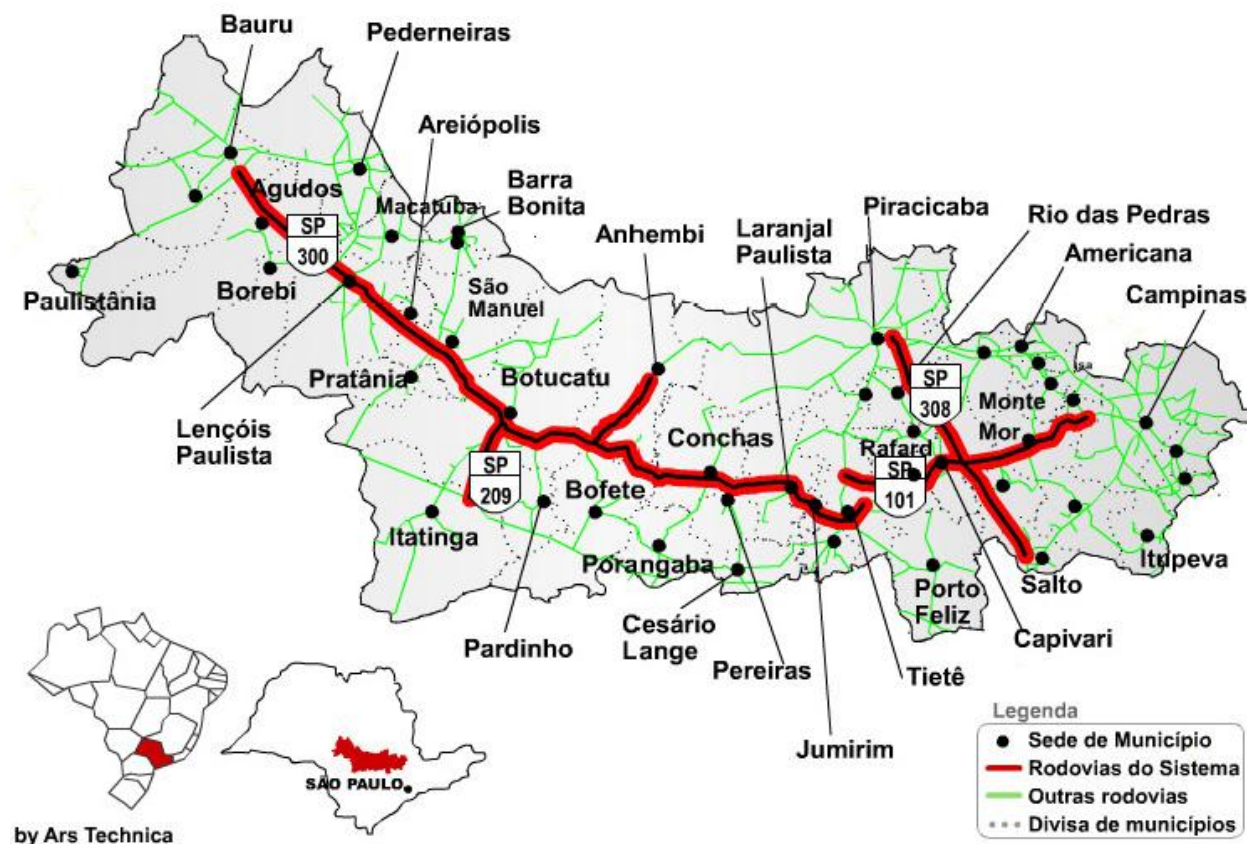 Bauru
Pederneiras
Areiópolis
Agudos
Macatuba
Barra
Bonita
SP
300
Paulistânia
Borebi
São
Manuel
Anhembi
Laranjal
Paulista
Piracicaba
Rio das Pedras
Americana
Campinas
Pratânia
Botucatu
Lençóis
Paulista
SP
209
Conchas
SP
308
Monte
Mor
Rafard
SP
101
Itatinga
Bofete
Porangaba
Pardinho
Cesário
Lange
Pereiras
Jumirim
Tietê
Porto
Feliz
Salto
Itupeva
Capivari
SÃO PAULO
by Ars Technica
Legenda
Sede de Município
Rodovias do Sistema
Outras rodovias
Divisa de municípios